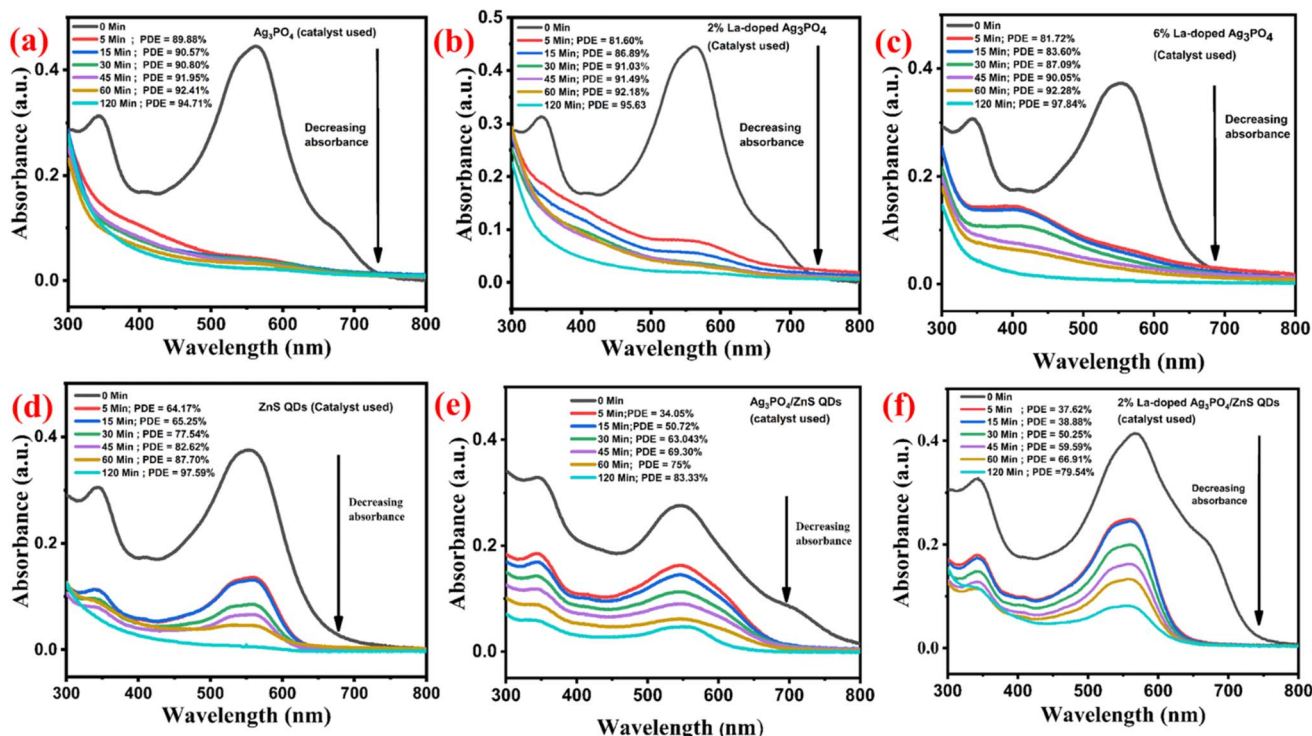 (a)
Ag₃PO₄ (catalyst used)
0 Min
5 Min ; PDE = 89.88%
15 Min ; PDE = 90.57%
30 Min ; PDE = 90.80%
45 Min ; PDE = 91.95%
60 Min ; PDE = 92.41%
120 Min ; PDE = 94.71%
Decreasing
absorbance
Absorbance (a.u.)
0.4
0.2
0.0
300 400 500 600 700 800
Wavelength (nm)
(b)
2% La-doped Ag₃PO₄
(Catalyst used)
0 Min
5 Min; PDE = 81.60%
15 Min; PDE = 86.89%
30 Min; PDE = 91.03%
45 Min; PDE = 91.49%
60 Min; PDE = 92.18%
120 Min; PDE = 95.63
Decreasing
absorbance
Absorbance (a.u.)
0.5
0.4
0.3
0.2
0.1
0.0
300 400 500 600 700 800
Wavelength (nm)
(c)
6% La-doped Ag₃PO₄
(Catalyst used)
0 Min
5 Min; PDE = 81.72%
15 Min; PDE = 83.60%
30 Min; PDE = 87.09%
45 Min; PDE = 90.05%
60 Min; PDE = 92.28%
120 Min; PDE = 97.84%
Decreasing
absorbance
Absorbance (a.u.)
0.4
0.2
0.0
300 400 500 600 700 800
Wavelength (nm)
(d)
ZnS QDs (Catalyst used)
0 Min
5 Min; PDE = 64.17%
15 Min; PDE = 65.25%
30 Min ; PDE = 77.54%
45 Min ; PDE = 82.62%
60 Min ; PDE = 87.70%
120 Min ; PDE = 97.59%
Decreasing
absorbance
Absorbance (a.u.)
0.4
0.2
0.0
300 400 500 600 700 800
Wavelength (nm)
(e)
Ag₃PO₄/ZnS QDs
(catalyst used)
0 Min
5 Min;PDE = 34.05%
15 Min;PDE = 50.72%
30 Min; PDE = 63.043%
45 Min; PDE = 69.30%
60 Min; PDE = 75%
120 Min; PDE = 83.33%
Decreasing
absorbance
Absorbance (a.u.)
0.4
0.2
0.0
300 400 500 600 700 800
Wavelength (nm)
(f)
2% La-doped Ag₃PO₄/ZnS QDs
(catalyst used)
0 Min
5 Min ; PDE = 37.62%
15 Min ; PDE = 38.88%
30 Min ; PDE = 50.25%
45 Min ; PDE = 59.59%
60 Min ; PDE = 66.91%
120 Min ; PDE =79.54%
Decreasing
absorbance
Absorbance (a.u.)
0.4
0.2
0.0
300 400 500 600 700 800
Wavelength (nm)